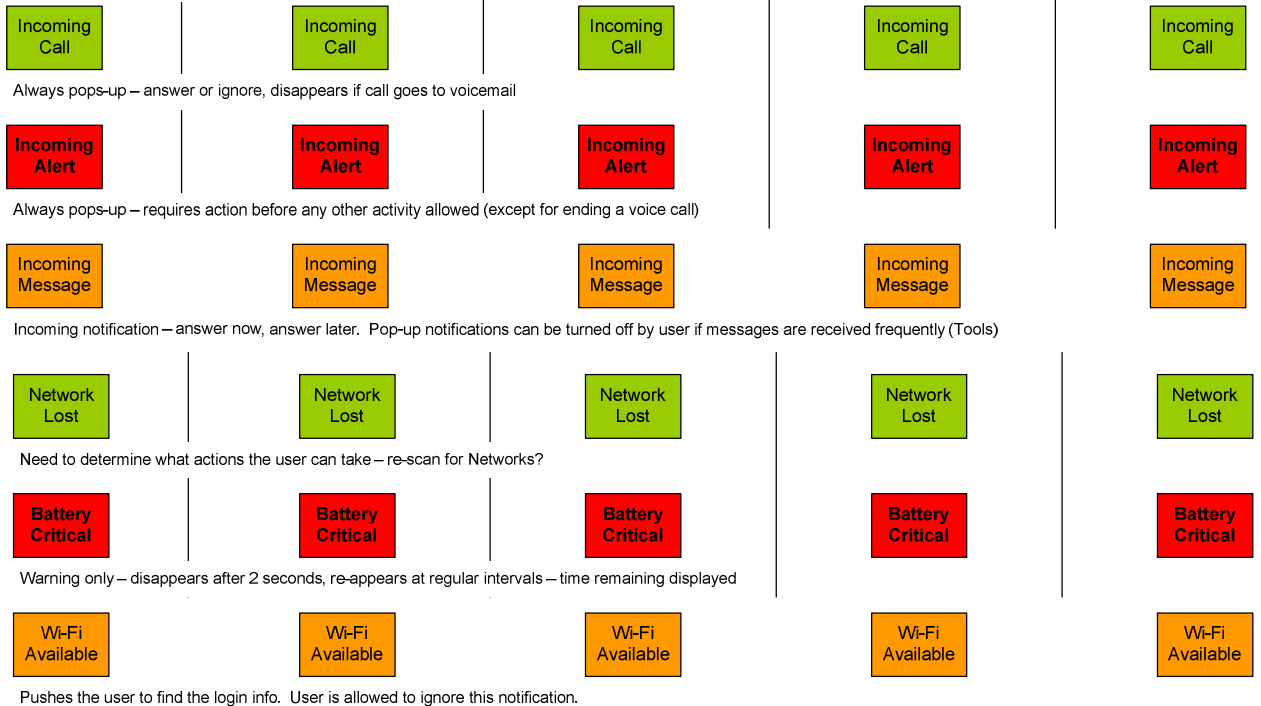 Incoming Incoming Incoming Incoming Incoming
Call Call Call Call Call
Always pops-up – answer or ignore, disappears if call goes to voicemail
Incoming Incoming Incoming Incoming Incoming
Alert Alert Alert Alert Alert
Always pops-up – requires action before any other activity allowed (except for ending a voice call)
Incoming Incoming Incoming Incoming Incoming
Message Message Message Message Message
Incoming notification – answer now, answer later.  Pop-up notifications can be turned off by user if messages are received frequently (Tools)
Network Network Network Network Network
Lost Lost Lost Lost Lost
Need to determine what actions the user can take – re-scan for Networks?
Battery Battery Battery Battery Battery
Critical Critical Critical Critical Critical
Warning only – disappears after 2 seconds, re-appears at regular intervals – time remaining displayed
Wi-Fi Wi-Fi Wi-Fi Wi-Fi Wi-Fi
Available Available Available Available Available
Pushes the user to find the login info.  User is allowed to ignore this notification.